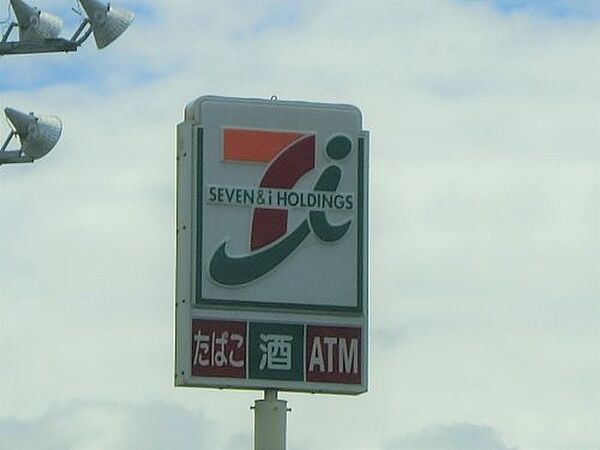 SEVEN & i HOLDINGS
たばこ 酒 ATM